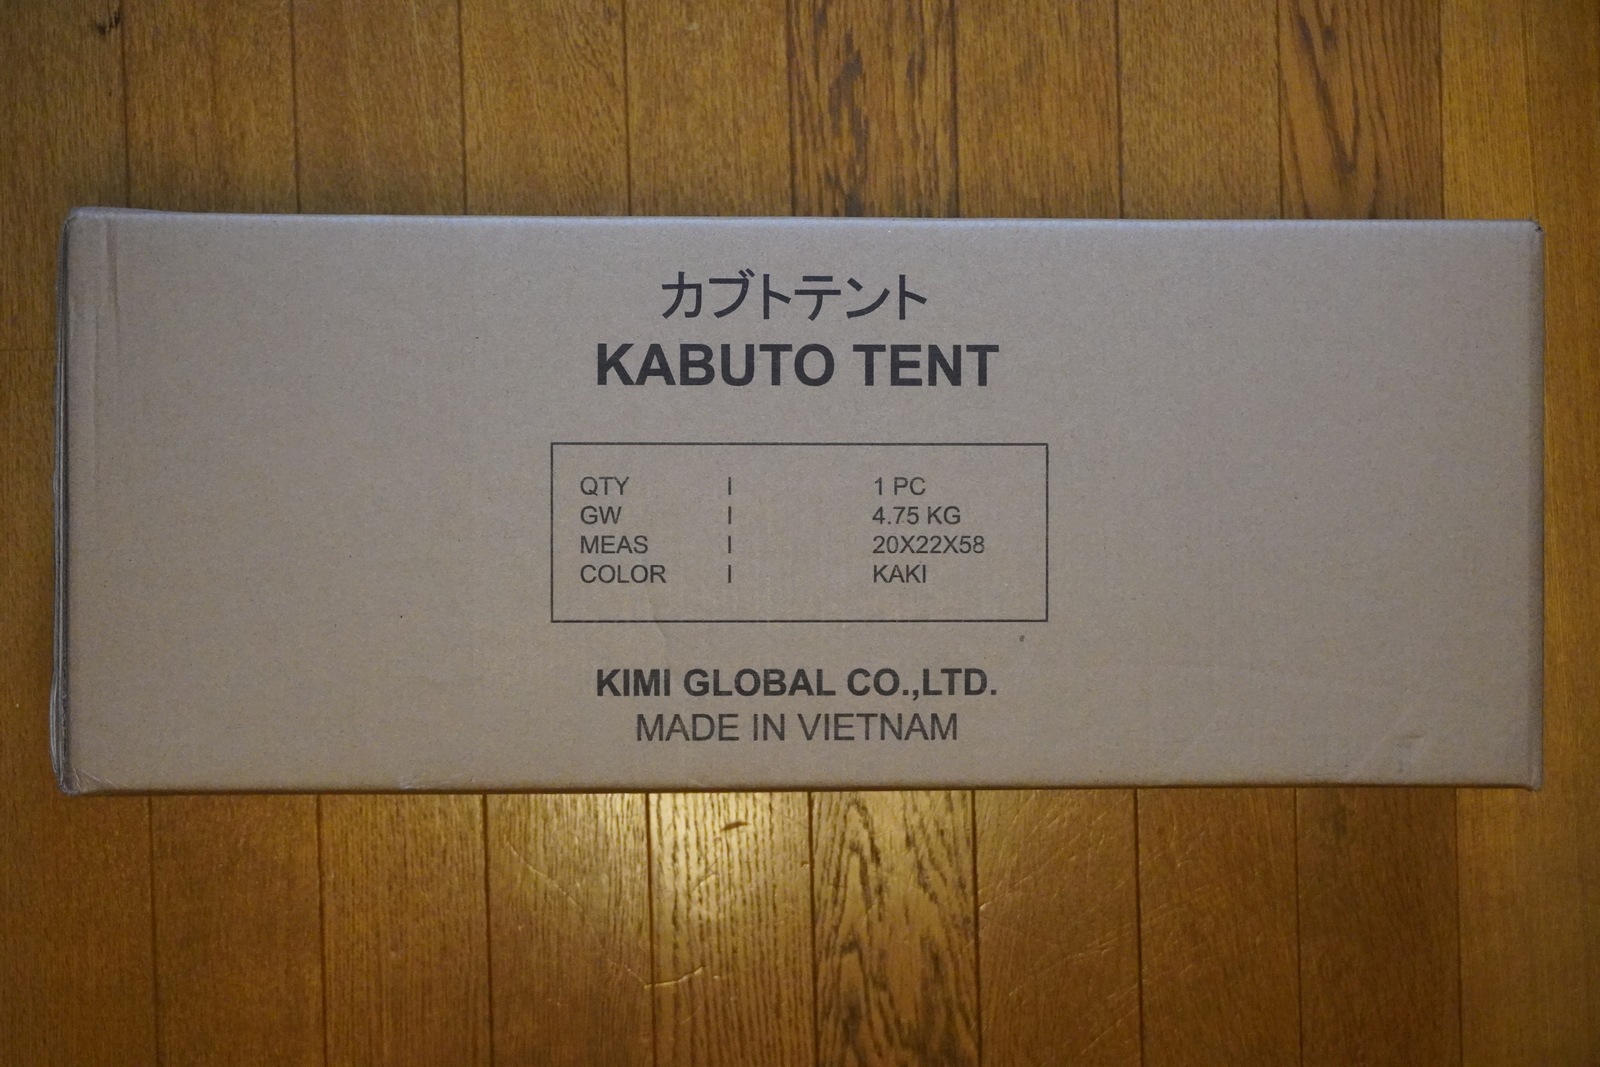 カブトテント
KABUTO TENT
QTY I 1 PC
GW I 4.75 KG
MEAS I 20X22X58
COLOR I KAKI
KIMI GLOBAL CO.,LTD.
MADE IN VIETNAM